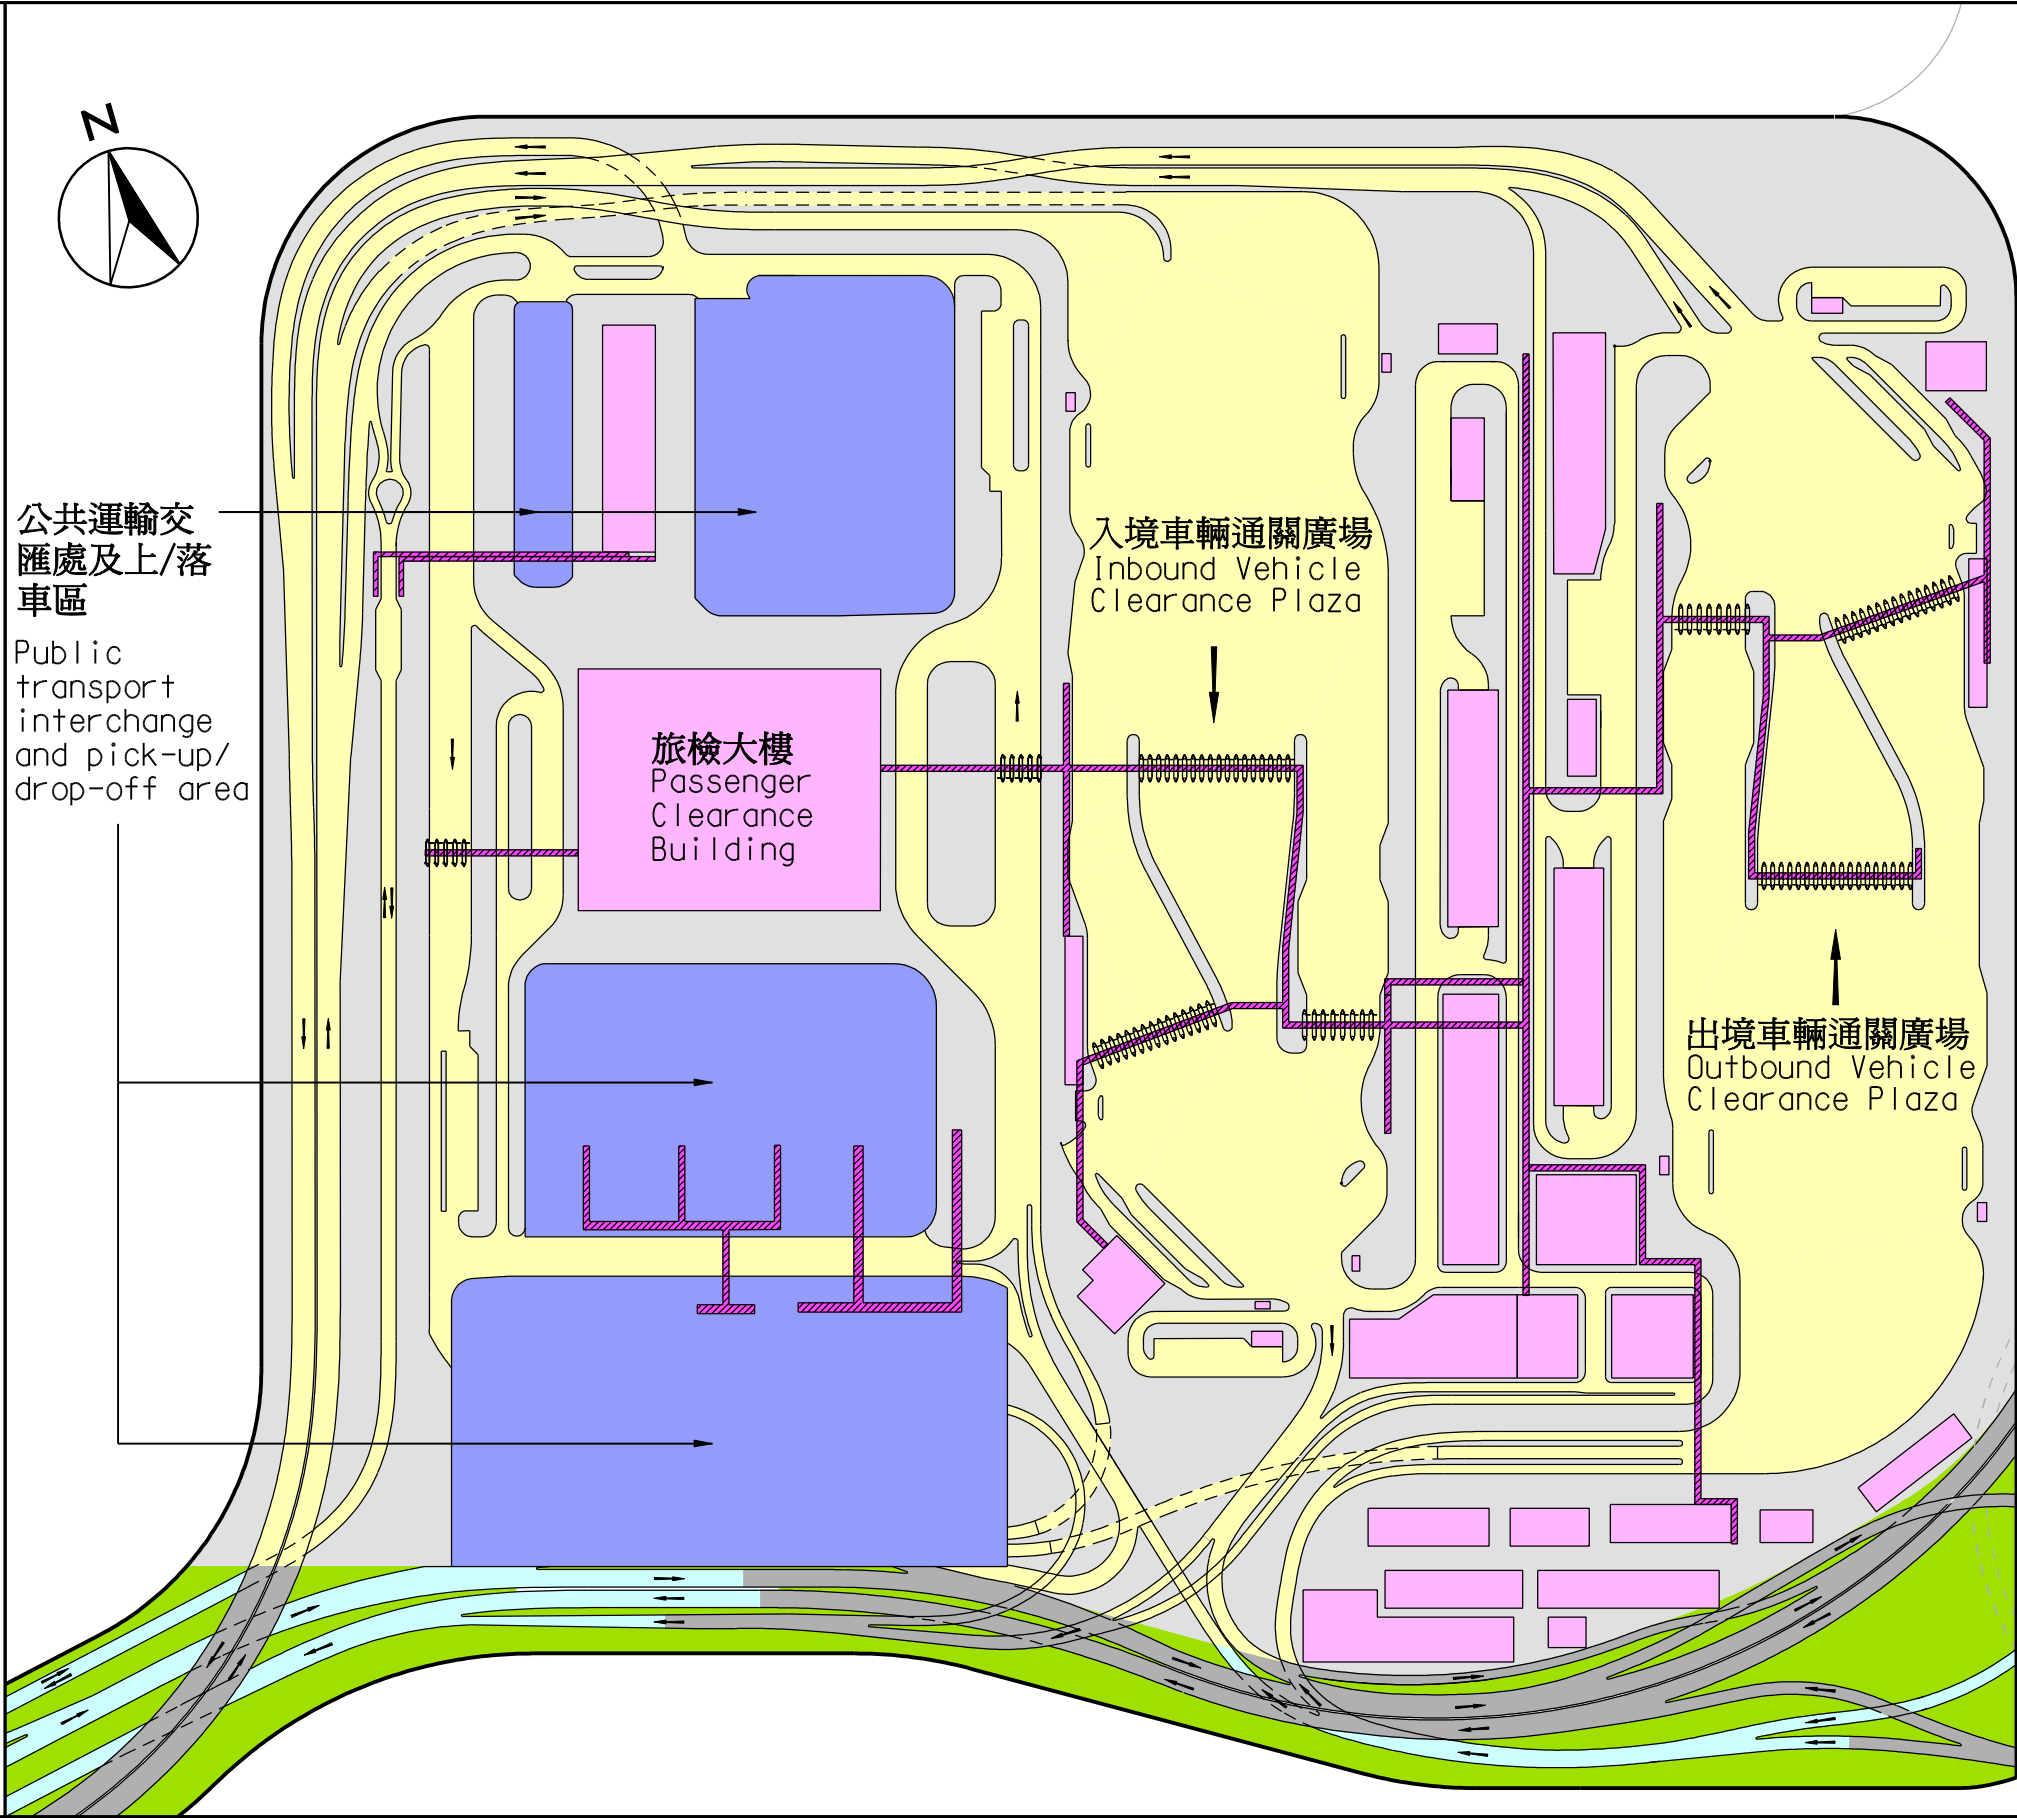 N
公共運輸交
匯處及上/落
車區
Public
transport
interchange
and pick-up/
drop-off area
入境車輛通關廣場
Inbound Vehicle
Clearance Plaza
旅檢大樓
Passenger
Clearance
Building
出境車輛通關廣場
Outbound Vehicle
Clearance Plaza